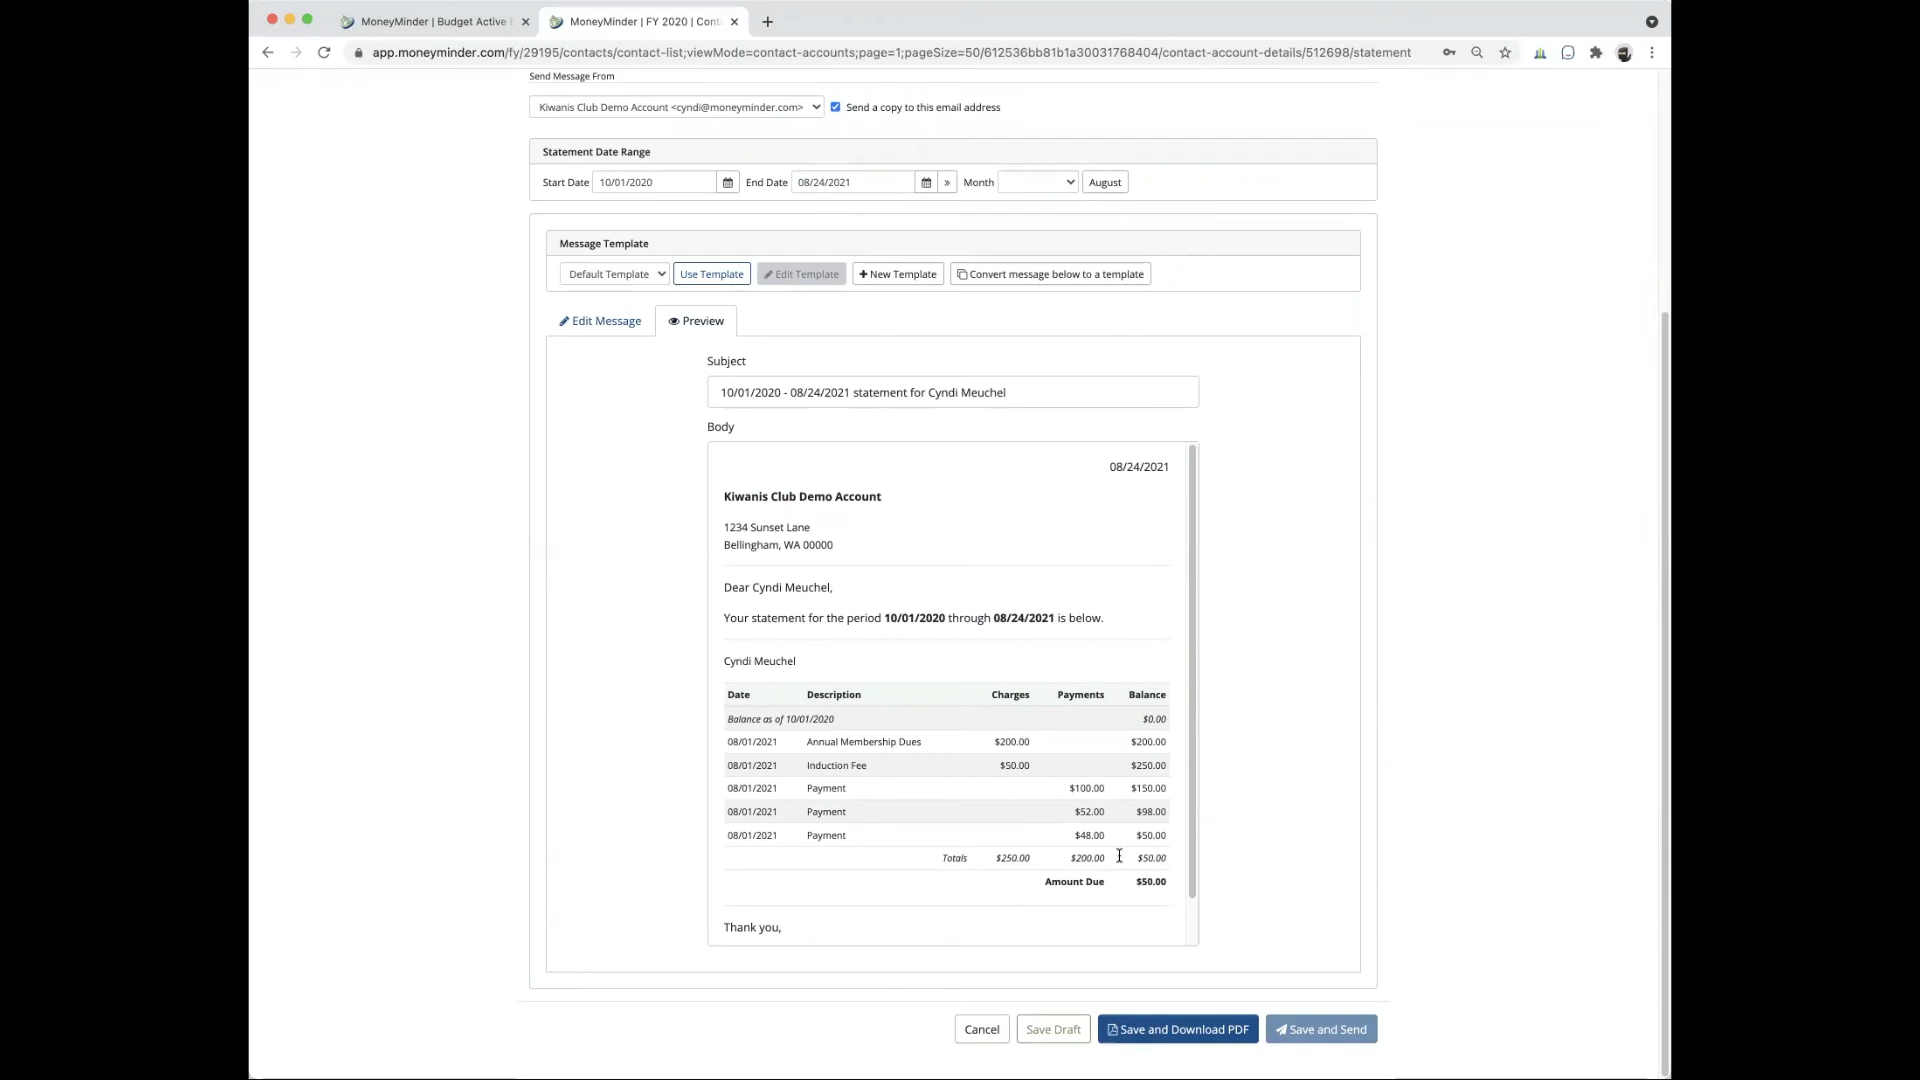 MoneyMinder | Budget Active
MoneyMinder | FY 2020 | Cont
app.moneyminder.com/fy/29195/contacts/contact-list;viewMode=contact-accounts;page=1;pageSize=50/612536bb81b1a30031768404/contact-account-details/512698/statement
Send Message From
Kiwanis Club Demo Account <cyndi@moneyminder.com> Send a copy to this email address
Statement Date Range
Start Date 10/01/2020 End Date 08/24/2021 » Month August
Message Template
Default Template Use Template Edit Template + New Template Convert message below to a template
Edit Message Preview
Subject
10/01/2020 - 08/24/2021 statement for Cyndi Meuchel
Body
08/24/2021
Kiwanis Club Demo Account
1234 Sunset Lane
Bellingham, WA 00000
Dear Cyndi Meuchel,
Your statement for the period 10/01/2020 through 08/24/2021 is below.
Cyndi Meuchel
Date Description Charges Payments Balance
Balance as of 10/01/2020 $0.00
08/01/2021 Annual Membership Dues $200.00 $200.00
08/01/2021 Induction Fee $50.00 $250.00
08/01/2021 Payment $100.00 $150.00
08/01/2021 Payment $52.00 $98.00
08/01/2021 Payment $48.00 $50.00
Totals $250.00 $200.00 $50.00
Amount Due $50.00
Thank you,
Cancel Save Draft Save and Download PDF Save and Send